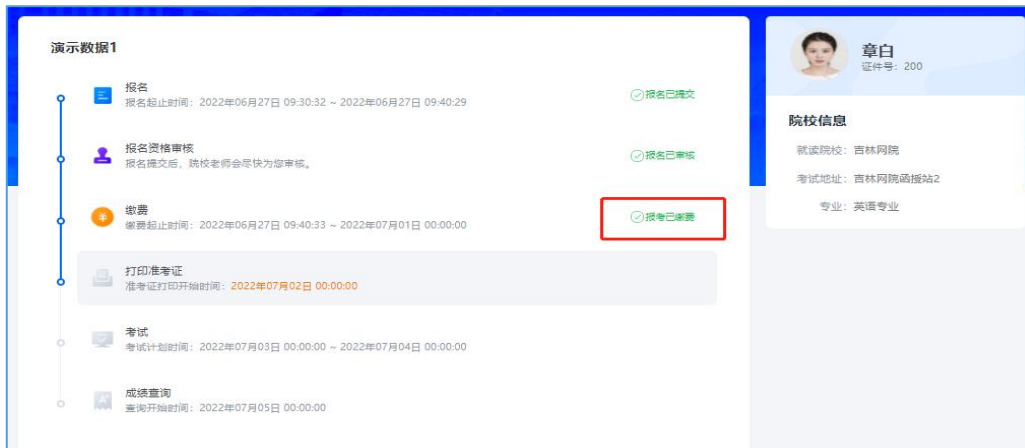 演示数据1
报名
报名起止时间：2022年06月27日 09:30:32 ~ 2022年06月27日 09:40:29
报名已提交
报名资格审核
报名提交后，院校老师会尽快为您审核。
报名已审核
缴费
缴费起止时间：2022年06月27日 09:40:33 ~ 2022年07月01日 00:00:00
报考已缴费
打印准考证
准考证打印开始时间：2022年07月02日 00:00:00
考试
考试计划时间：2022年07月03日 00:00:00 ~ 2022年07月04日 00:00:00
成绩查询
查询开始时间：2022年07月05日 00:00:00
章白
证件号：200
院校信息
就读院校：吉林网院
考试地址：吉林网院函授站2
专业：英语专业